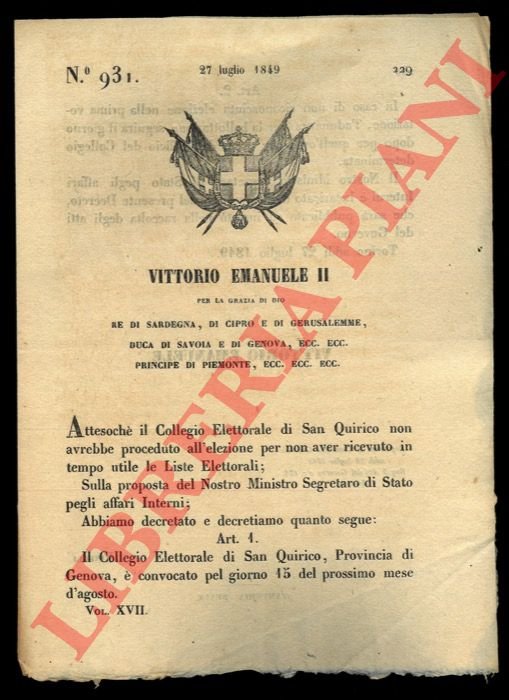 N.º 931.
27 luglio 1849
229
VITTORIO EMANUELE II
PER LA GRAZIA DI DIO
RE DI SARDEGNA, DI CIPRO E DI GERUSALEMME,
DUCA DI SAVOIA E DI GENOVA, ECC. ECC.
PRINCIPE DI PIEMONTE, ECC. ECC. ECC.
Attesochè il Collegio Elettorale di San Quirico non
avrebbe proceduto all'elezione per non aver ricevuto in
tempo utile le Liste Elettorali;
Sulla proposta del Nostro Ministro Segretaro di Stato
pegli affari Interni;
Abbiamo decretato e decretiamo quanto segue:
Art. 1.
Il Collegio Elettorale di San Quirico, Provincia di
Genova, è convocato pel giorno 15 del prossimo mese
d'agosto.
VOL. XVII.
LIBRERIA PIANI